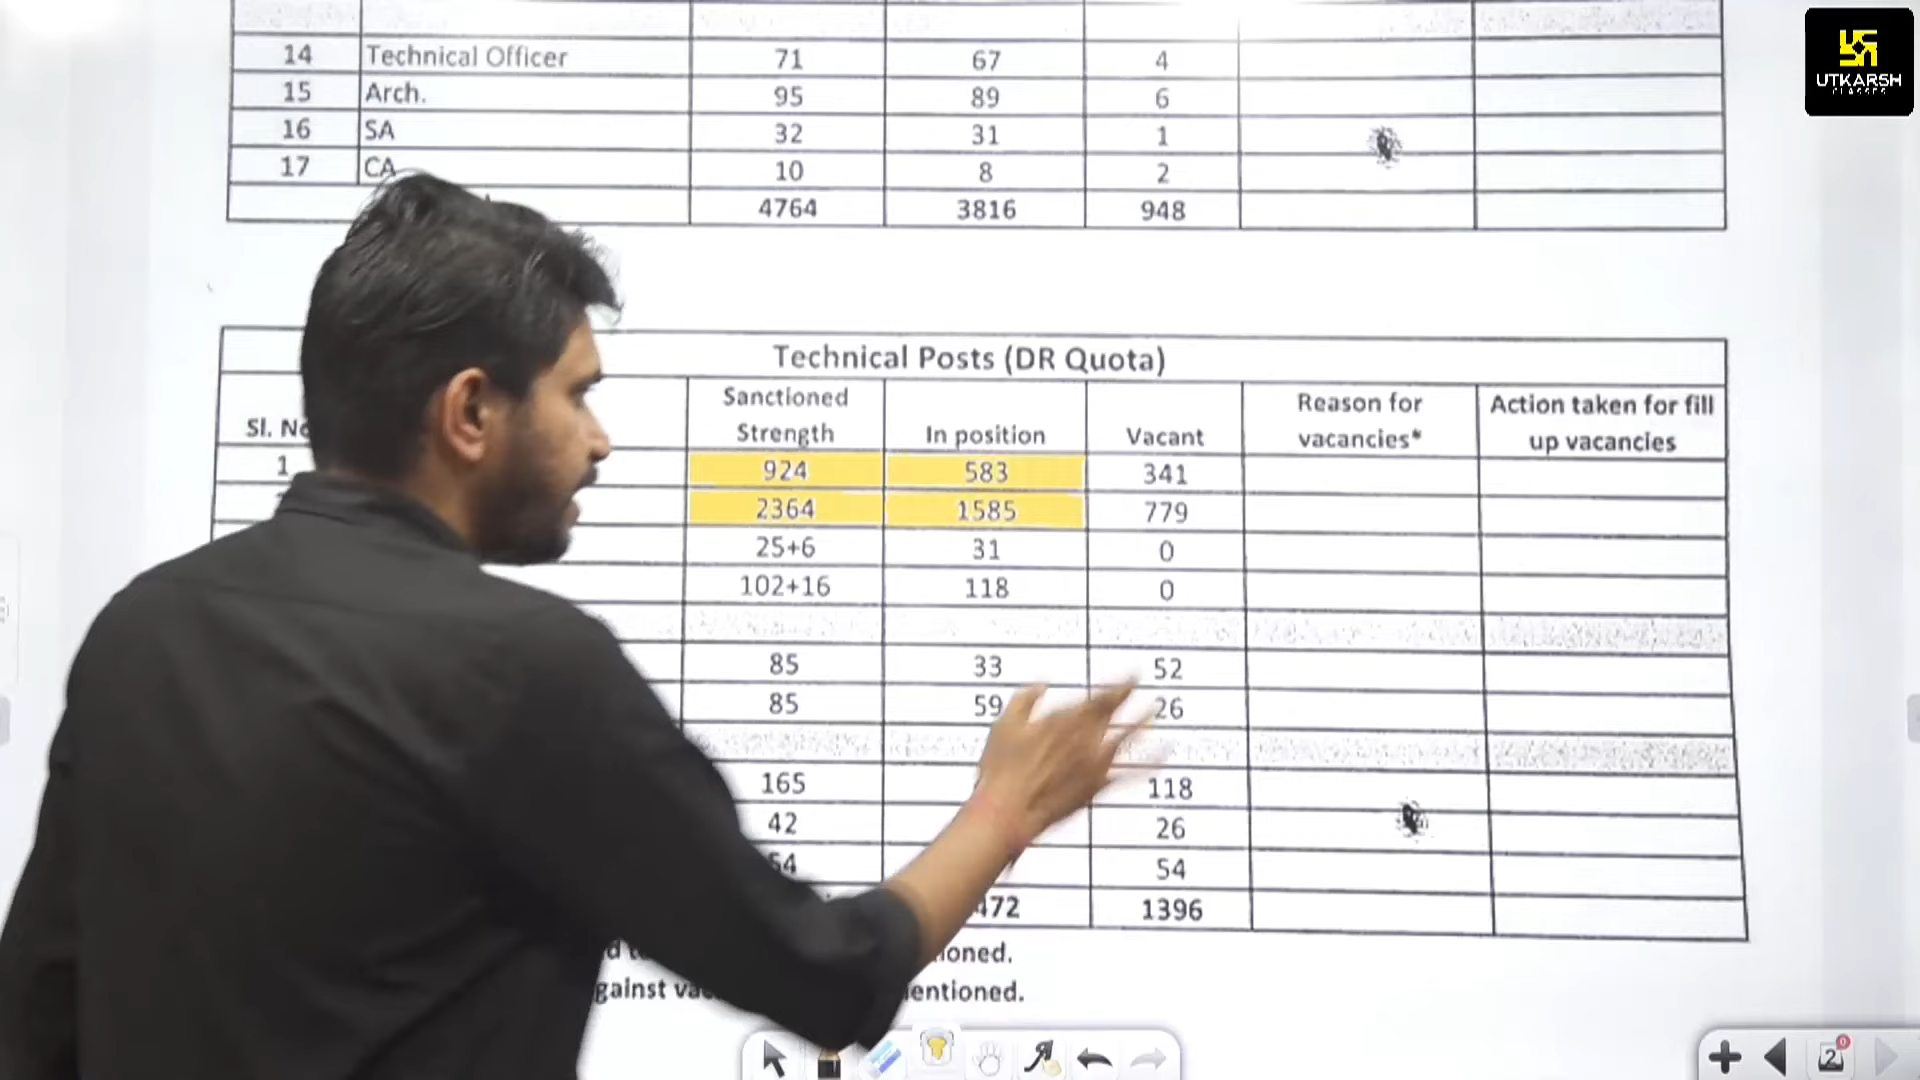 14 Technical Officer 71 67 4
15 Arch. 95 89 6
16 SA 32 31 1
17 CA 10 8 2
4764 3816 948
UTKARSH
CLASSES
Technical Posts (DR Quota)
Sl. No Sanctioned Strength In position Vacant Reason for vacancies* Action taken for fill up vacancies
1 924 583 341
2364 1585 779
25+6 31 0
102+16 118 0
85 33 52
85 59 26
165 118
42 26
54 54
472 1396
ioned.
gainst entioned.
2
0